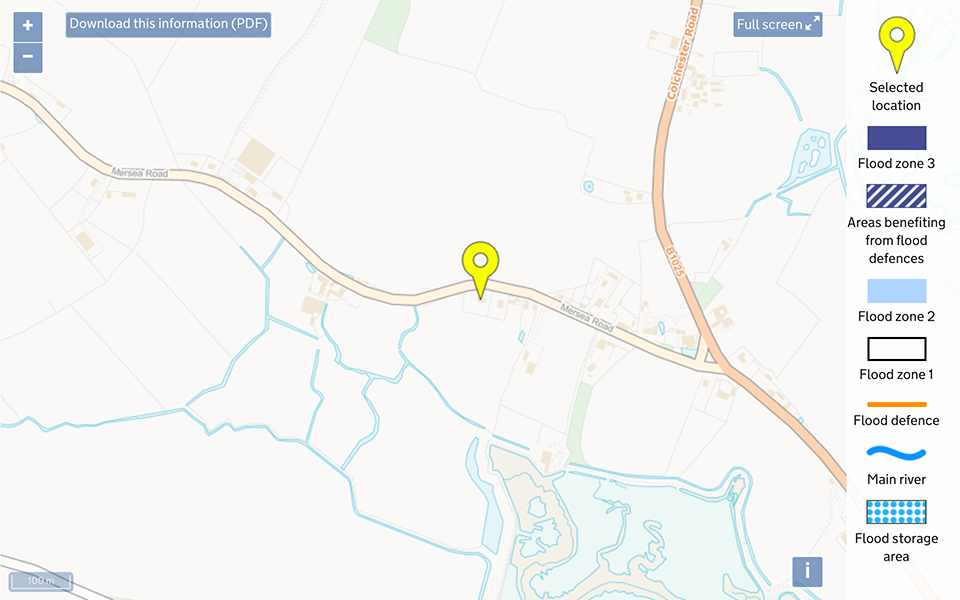 +
−
Download this information (PDF)
Full screen
Colchester Road
Mersea Road
B1025
Mersea Road
100 m
i
Selected
location
Flood zone 3
Areas benefiting
from flood
defences
Flood zone 2
Flood zone 1
Flood defence
Main river
Flood storage
area